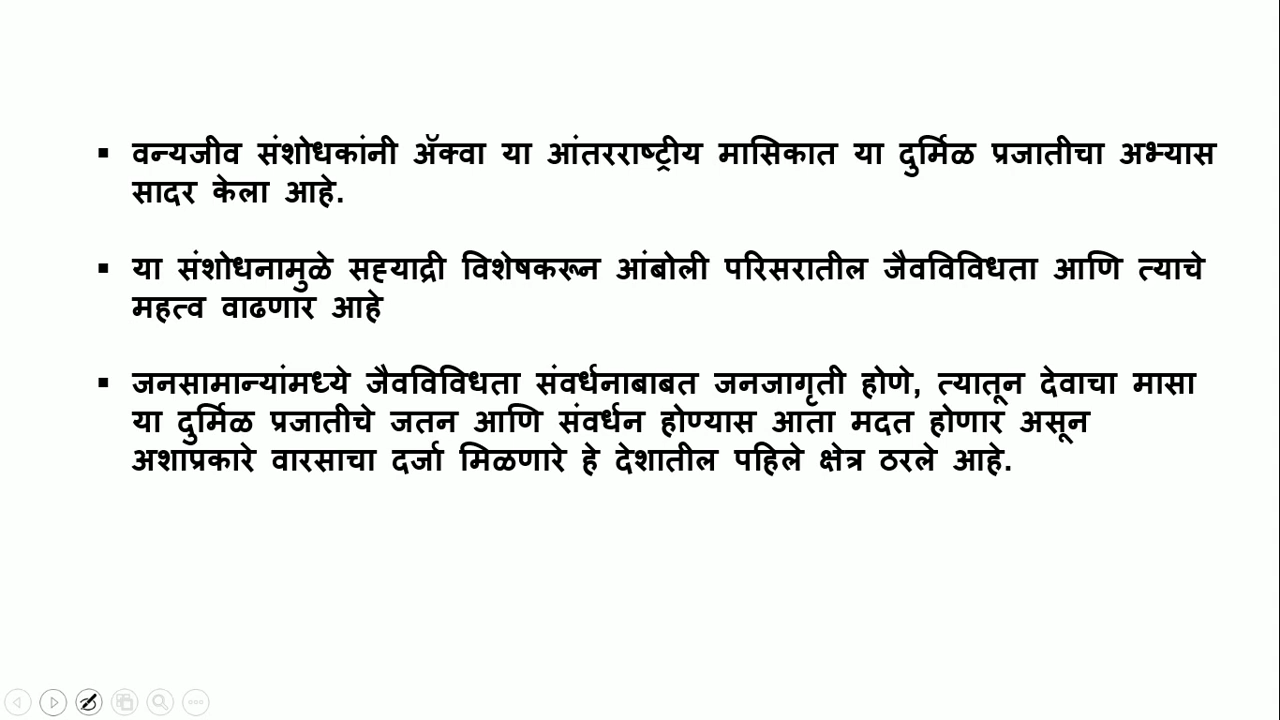 ▪ वन्यजीव संशोधकांनी ॲक्वा या आंतरराष्ट्रीय मासिकात या दुर्मिळ प्रजातीचा अभ्यास
सादर केला आहे.
▪ या संशोधनामुळे सह्याद्री विशेषकरून आंबोली परिसरातील जैवविविधता आणि त्याचे
महत्व वाढणार आहे
▪ जनसामान्यांमध्ये जैवविविधता संवर्धनाबाबत जनजागृती होणे, त्यातून देवाचा मासा
या दुर्मिळ प्रजातीचे जतन आणि संवर्धन होण्यास आता मदत होणार असून
अशाप्रकारे वारसाचा दर्जा मिळणारे हे देशातील पहिले क्षेत्र ठरले आहे.